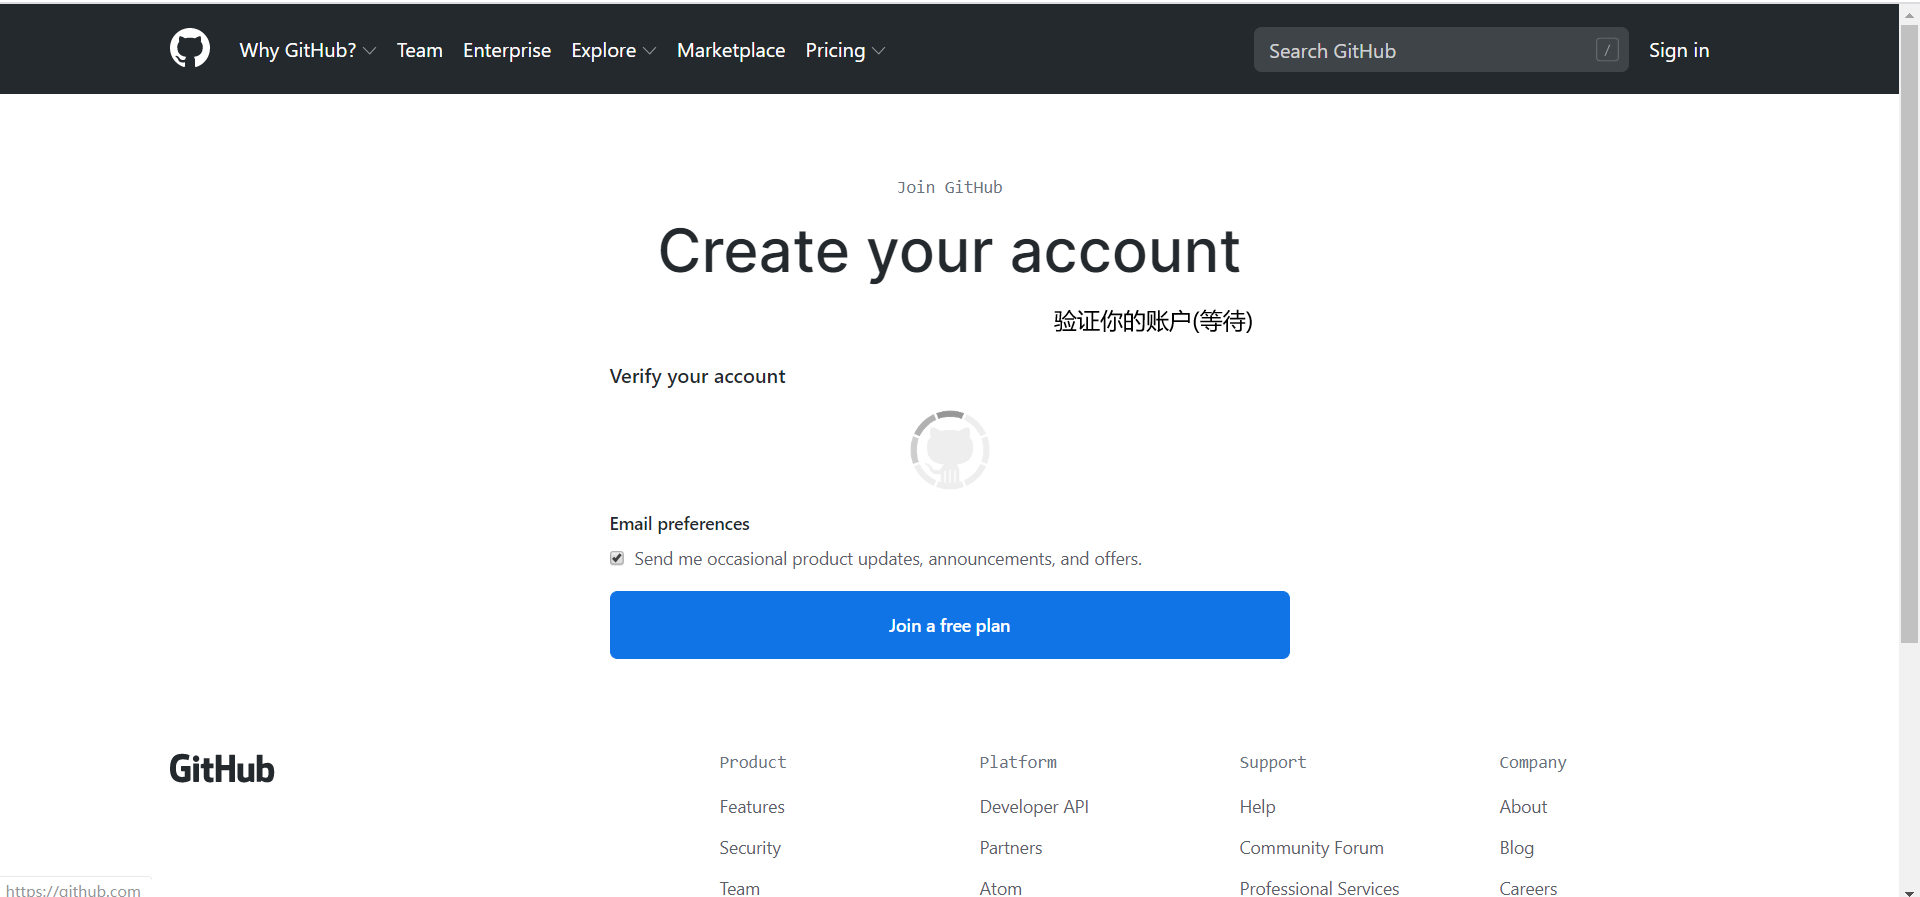 Why GitHub? Team Enterprise Explore Marketplace Pricing Search GitHub / Sign in
Join GitHub
Create your account
验证你的账户(等待)
Verify your account
Email preferences
Send me occasional product updates, announcements, and offers.
Join a free plan
GitHub
Product Platform Support Company
Features Developer API Help About
Security Partners Community Forum Blog
Team Atom Professional Services Careers
https://github.com